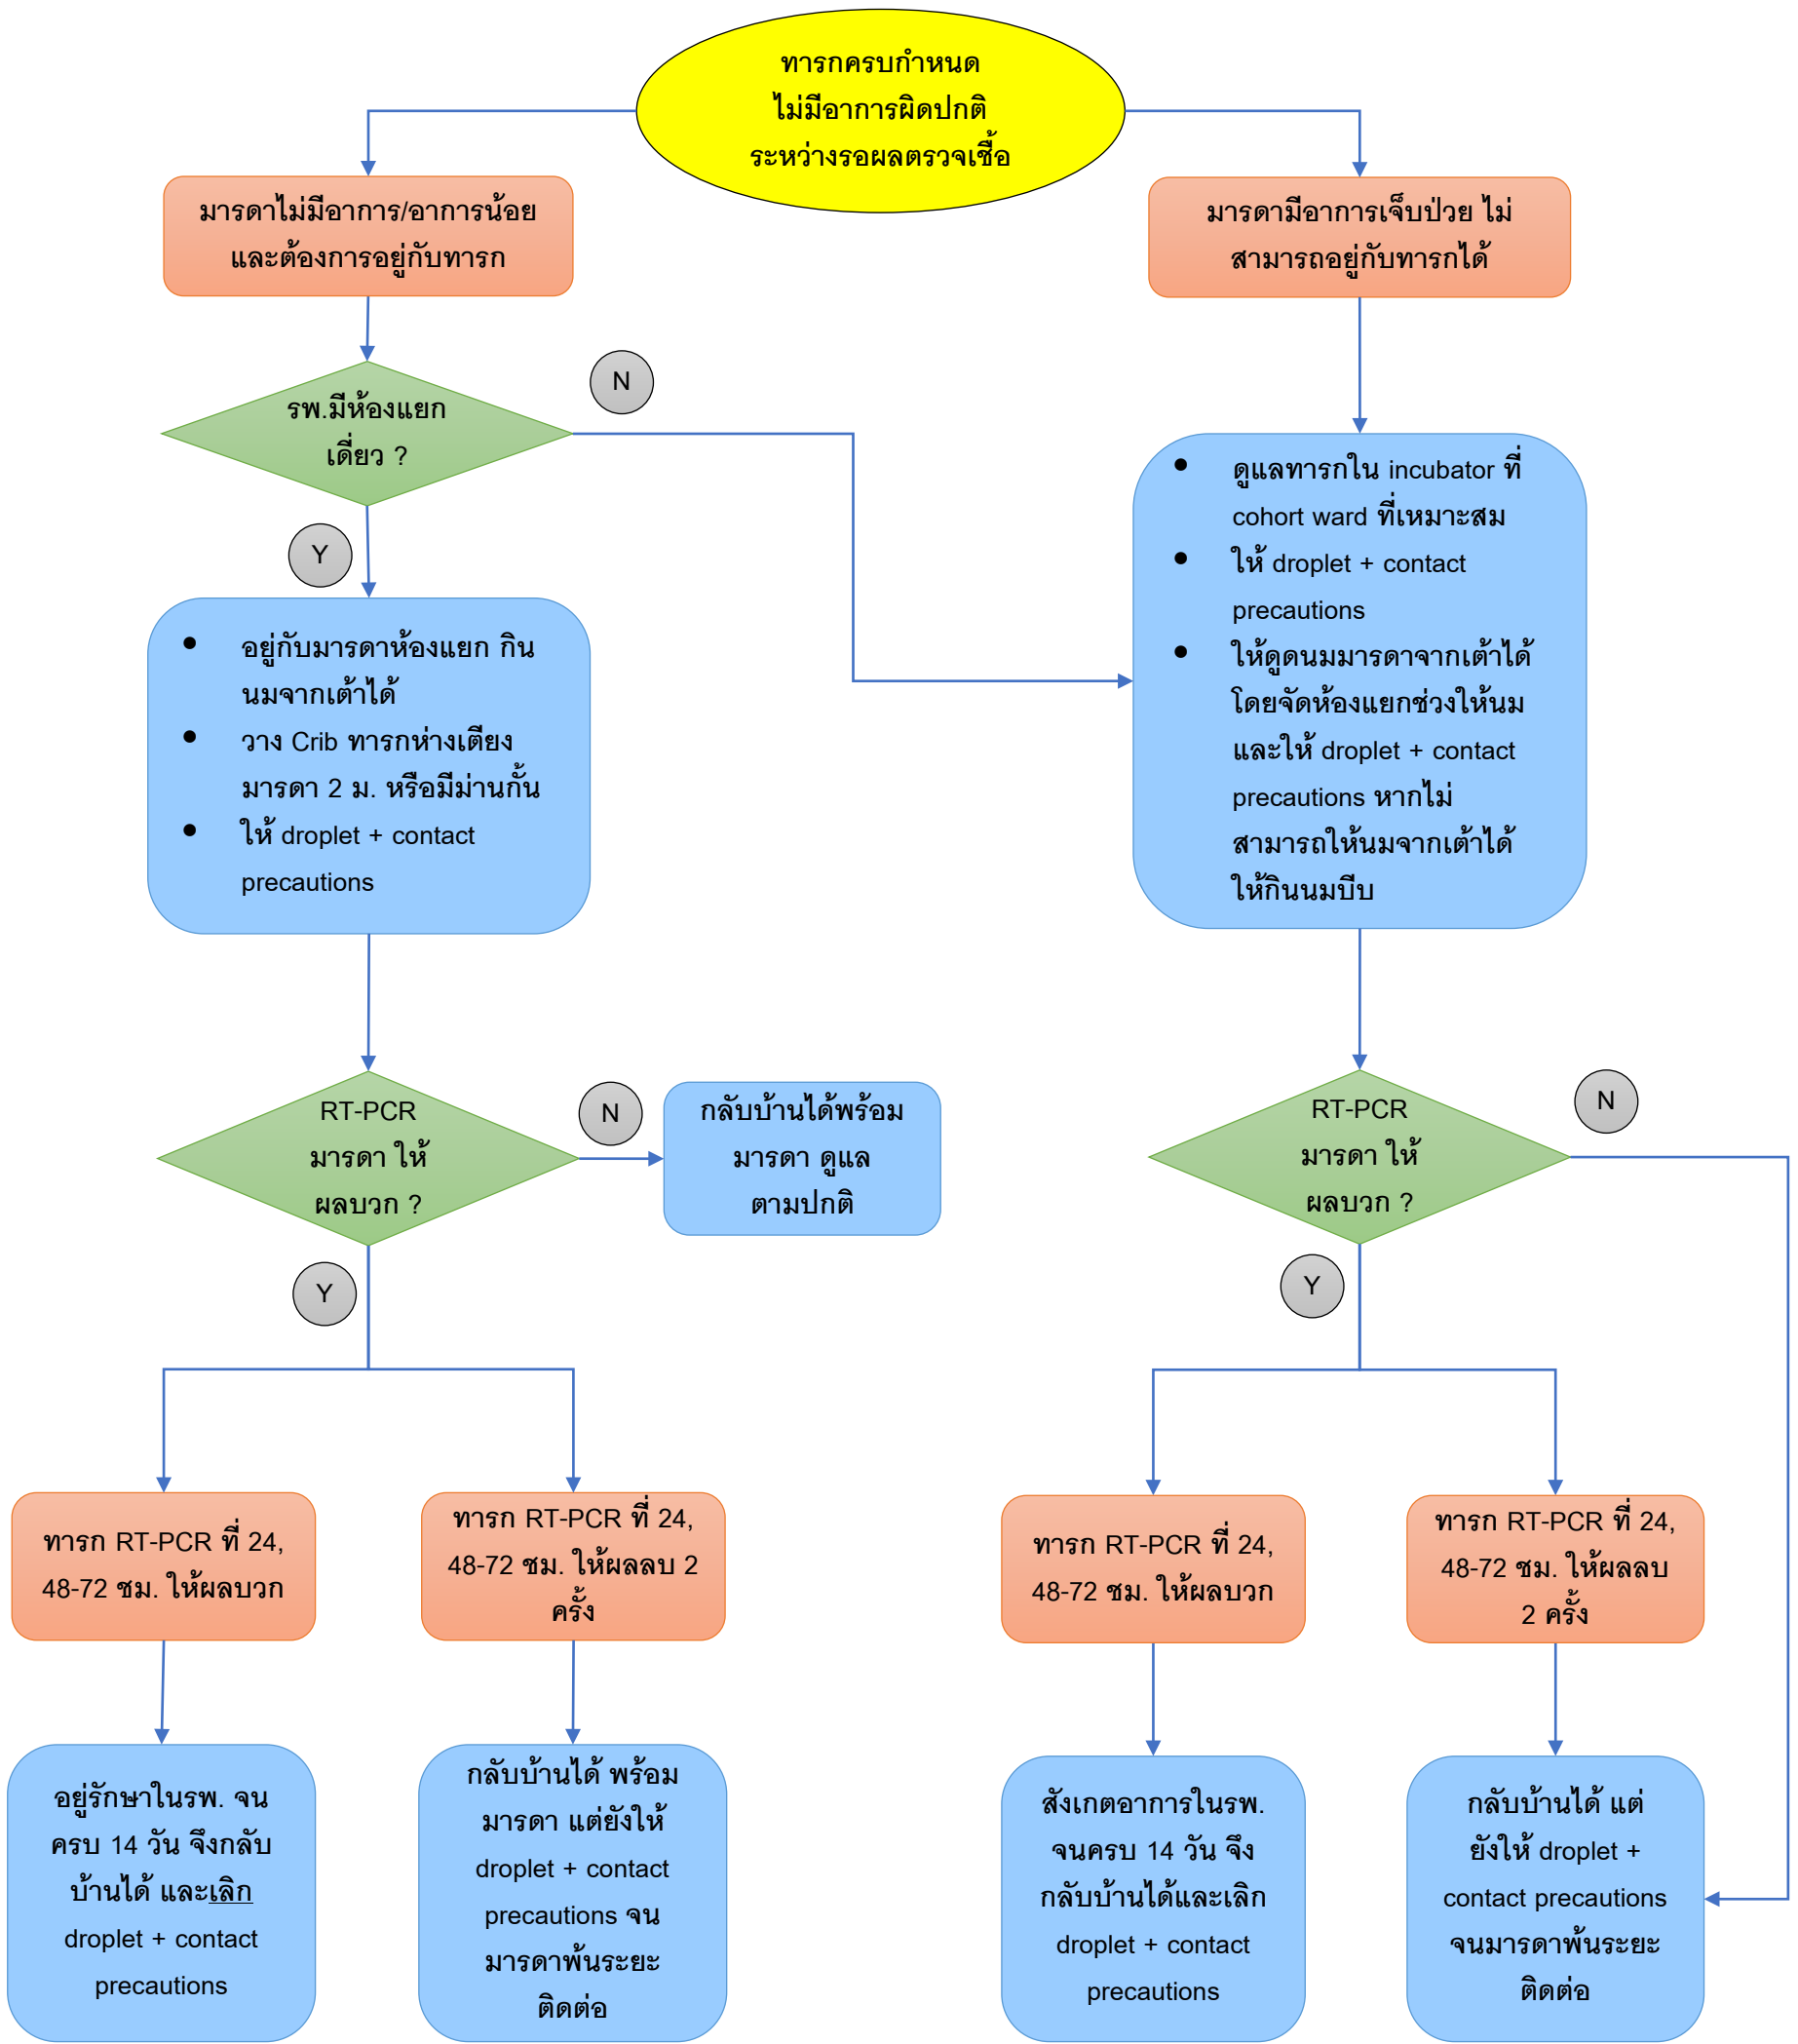 ทารกครบกำหนด
ไม่มีอาการผิดปกติ
ระหว่างรอผลตรวจเชื้อ
มารดาไม่มีอาการ/อาการน้อย
และต้องการอยู่กับทารก
มารดามีอาการเจ็บป่วย ไม่
สามารถอยู่กับทารกได้
รพ.มีห้องแยก
เดี่ยว ?
N
Y
• อยู่กับมารดาห้องแยก กิน
นมจากเต้าได้
• วาง Crib ทารกห่างเตียง
มารดา 2 ม. หรือมีม่านกั้น
• ให้ droplet + contact
precautions
• ดูแลทารกใน incubator ที่
cohort ward ที่เหมาะสม
• ให้ droplet + contact
precautions
• ให้ดูดนมมารดาจากเต้าได้
โดยจัดห้องแยกช่วงให้นม
และให้ droplet + contact
precautions หากไม่
สามารถให้นมจากเต้าได้
ให้กินนมบีบ
RT-PCR
มารดา ให้
ผลบวก ?
N
กลับบ้านได้พร้อม
มารดา ดูแล
ตามปกติ
Y
RT-PCR
มารดา ให้
ผลบวก ?
N
Y
ทารก RT-PCR ที่ 24,
48-72 ชม. ให้ผลบวก
ทารก RT-PCR ที่ 24,
48-72 ชม. ให้ผลลบ 2
ครั้ง
ทารก RT-PCR ที่ 24,
48-72 ชม. ให้ผลบวก
ทารก RT-PCR ที่ 24,
48-72 ชม. ให้ผลลบ
2 ครั้ง
อยู่รักษาในรพ. จน
ครบ 14 วัน จึงกลับ
บ้านได้ และเลิก
droplet + contact
precautions
กลับบ้านได้ พร้อม
มารดา แต่ยังให้
droplet + contact
precautions จน
มารดาพ้นระยะ
ติดต่อ
สังเกตอาการในรพ.
จนครบ 14 วัน จึง
กลับบ้านได้และเลิก
droplet + contact
precautions
กลับบ้านได้ แต่
ยังให้ droplet +
contact precautions
จนมารดาพ้นระยะ
ติดต่อ